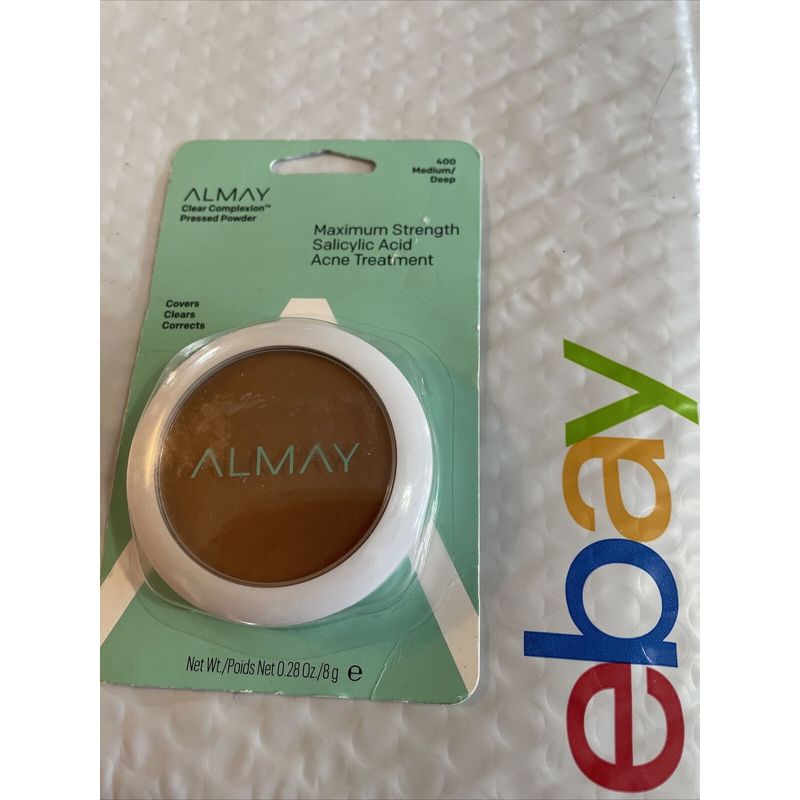 ALMAY
Clear Complexion™
Pressed Powder
400
Medium/
Deep
Maximum Strength
Salicylic Acid
Acne Treatment
Covers
Clears
Corrects
ALMAY
Net Wt./Poids Net 0.28 Oz./8 g ℮
ebay